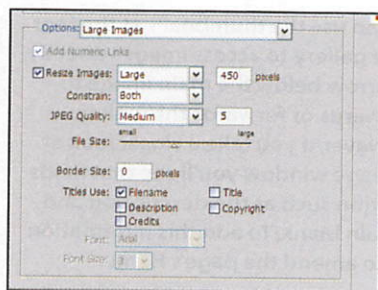 Options: Large Images
Add Numeric Links
Resize Images: Large 450 pixels
Constrain: Both
JPEG Quality: Medium 5
small large
File Size:
Border Size: 0 pixels
Titles Use: Filename Title
Description Copyright
Credits
Font: Arial
Font Size: 3